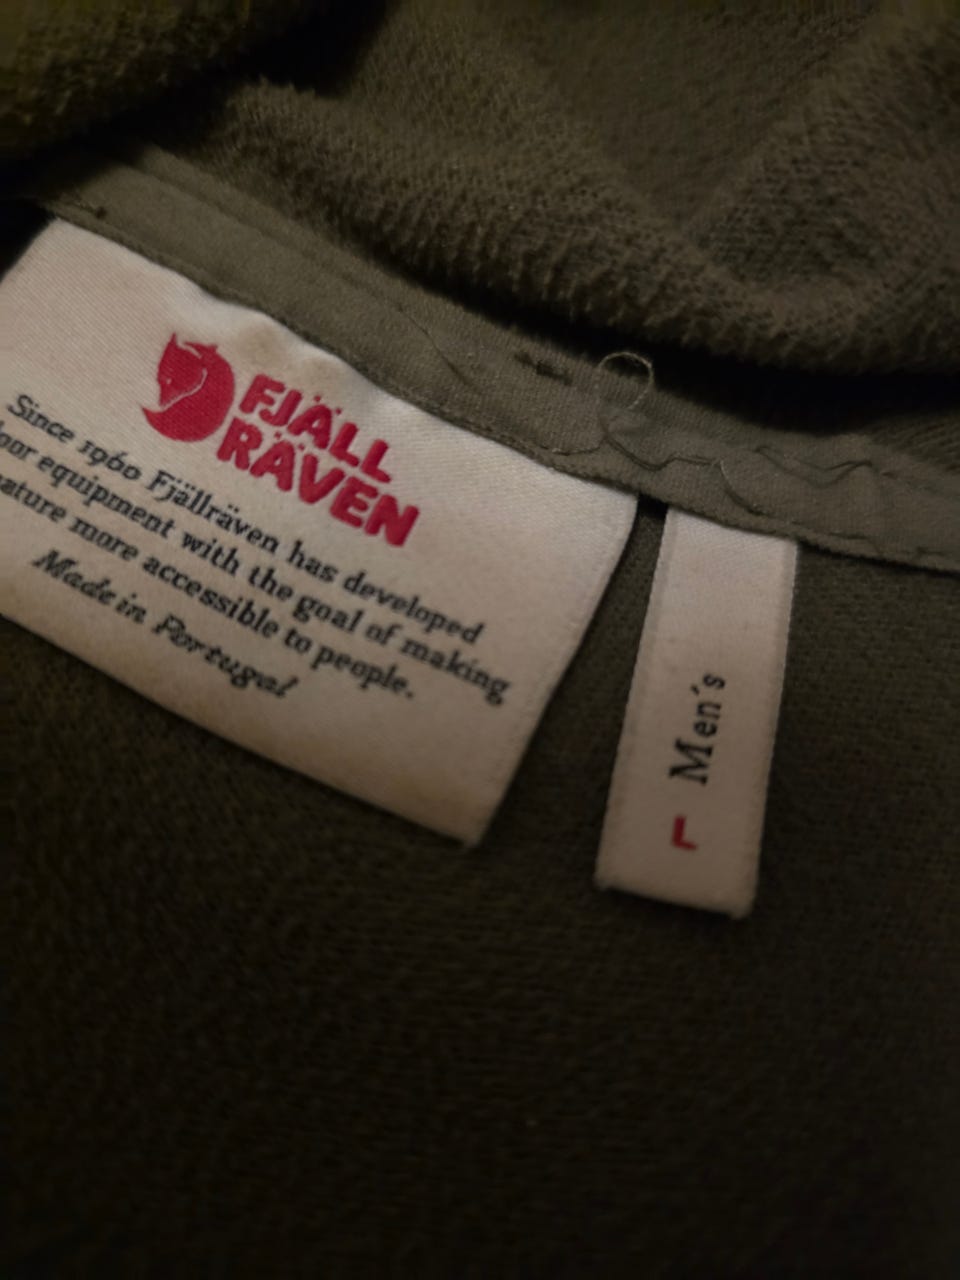 FJÄLL
RÄVEN
Since 1960 Fjällräven has developed
equipment with the goal of making
more accessible to people.
Made in Portugal
Men's
L